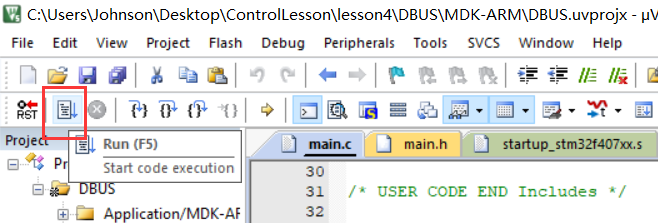 C:\Users\Johnson\Desktop\ControlLesson\lesson4\DBUS\MDK-ARM\DBUS.uvprojx - µV
File Edit View Project Flash Debug Peripherals Tools SVCS Window Help
RST
Project
Run (F5)
Start code execution
DBUS
Application/MDK-AF
main.c main.h startup_stm32f407xx.s
30
31 /* USER CODE END Includes */
32